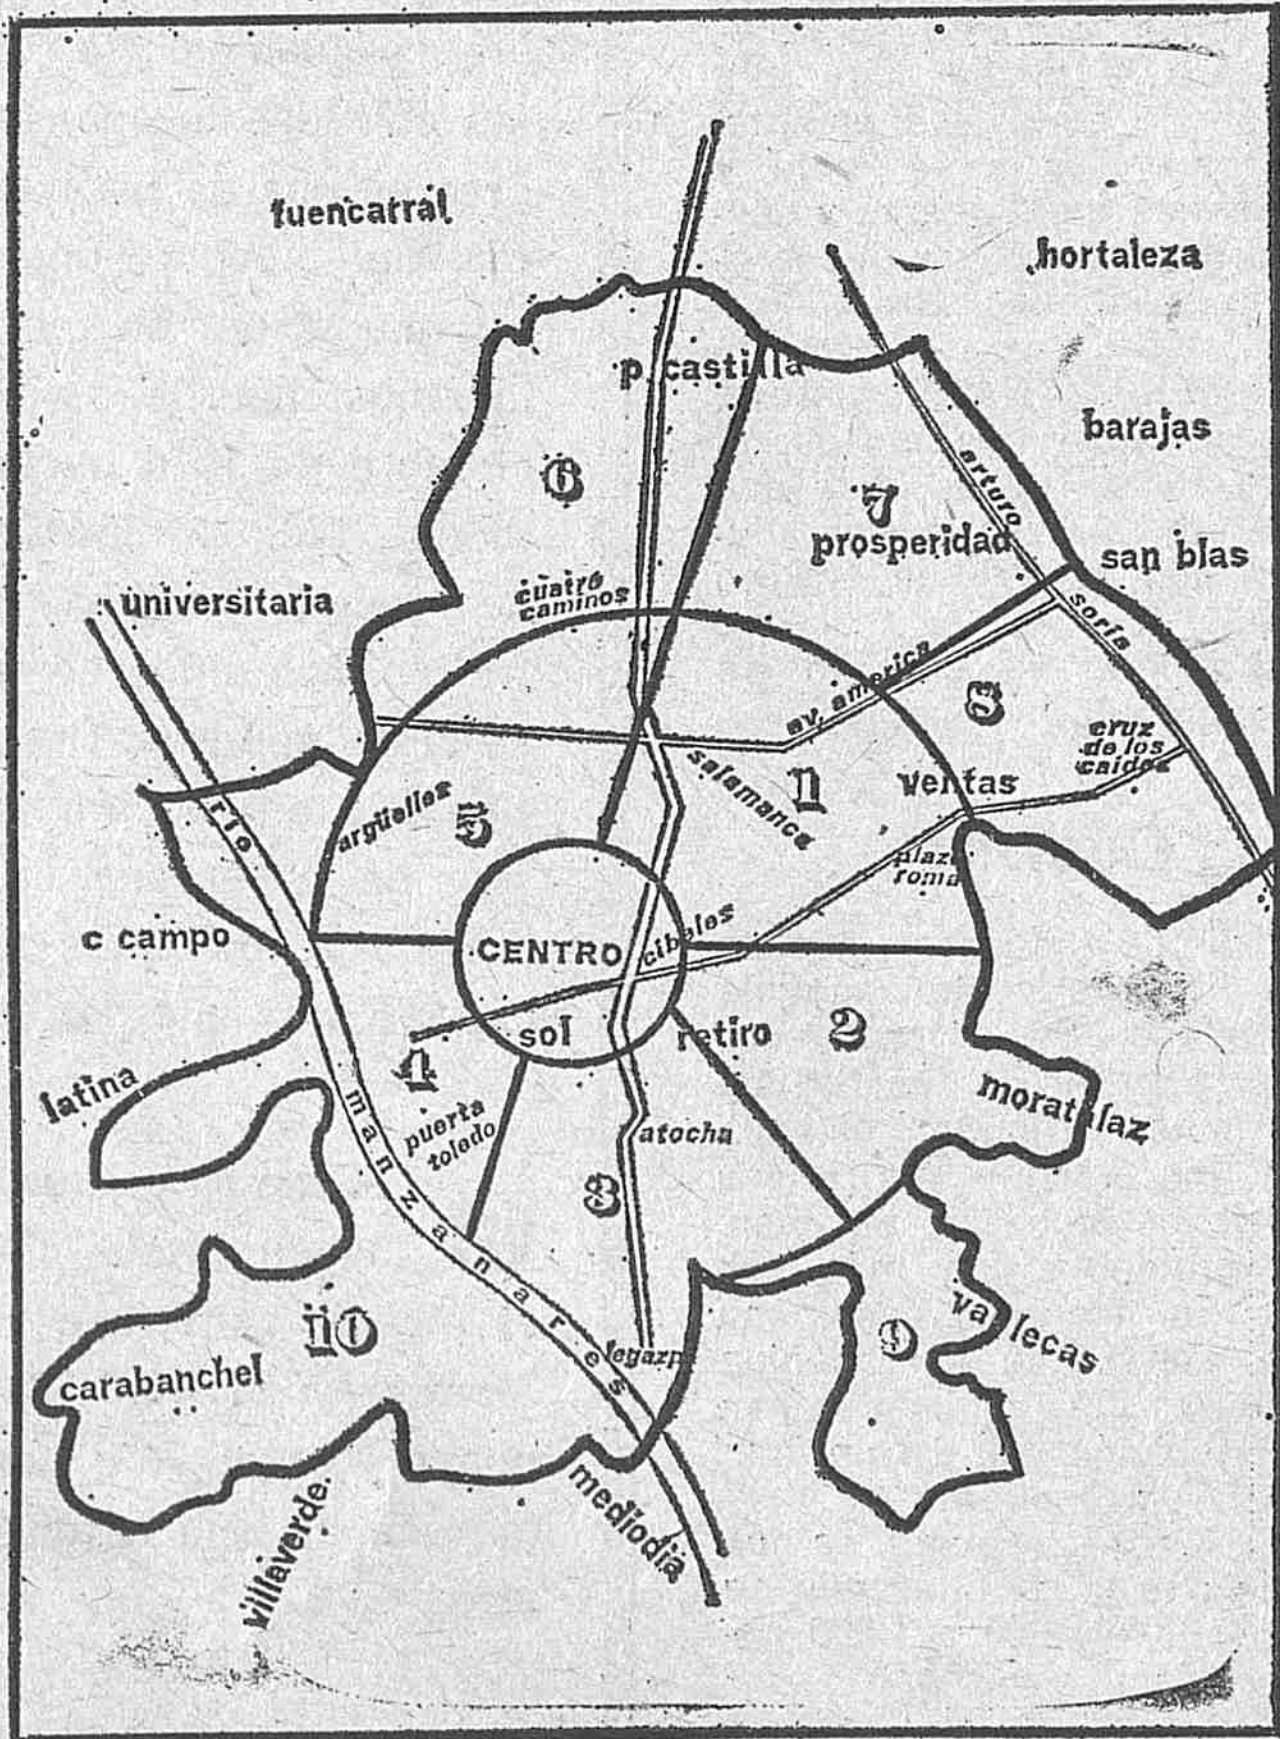 fuencarral
hortaleza
p. castilla
barajas
6
7
arturo
prosperidad
san blas
cuatro
caminos
universitaria
soria
av. america
8
cruz
de los
caidos
salamanca
1
ventas
rio
argüelles
5
plaza
roma
c campo
CENTRO
cibeles
sol
retiro
2
4
latina
moratalaz
manzanares
puerta
toledo
atocha
3
10
9
vallecas
legazpi
carabanchel
mediodia
villaverde.